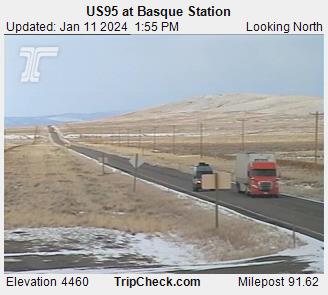 US95 at Basque Station
Updated: Jan 11 2024 1:55 PM Looking North
Elevation 4460 TripCheck.com Milepost 91.62